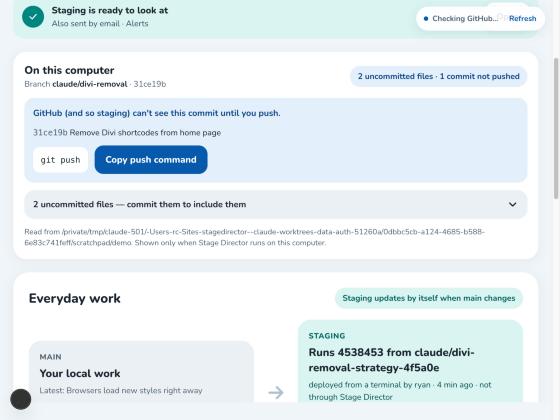 Staging is ready to look at
Also sent by email · Alerts
Checking GitHub...
Refresh
On this computer
Branch claude/divi-removal · 31ce19b
2 uncommitted files · 1 commit not pushed
GitHub (and so staging) can't see this commit until you push.
31ce19b Remove Divi shortcodes from home page
git push
Copy push command
2 uncommitted files — commit them to include them
Read from /private/tmp/claude-501/-Users-rc-Sites-stagedirector--claude-worktrees-data-auth-51260a/0dbbc5cb-a124-4685-b588-
6e83c741feff/scratchpad/demo. Shown only when Stage Director runs on this computer.
Everyday work
Staging updates by itself when main changes
MAIN
Your local work
Latest: Browsers load new styles right away
STAGING
Runs 4538453 from claude/divi-
removal-strategy-4f5a0e
deployed from a terminal by ryan · 4 min ago · not
through Stage Director